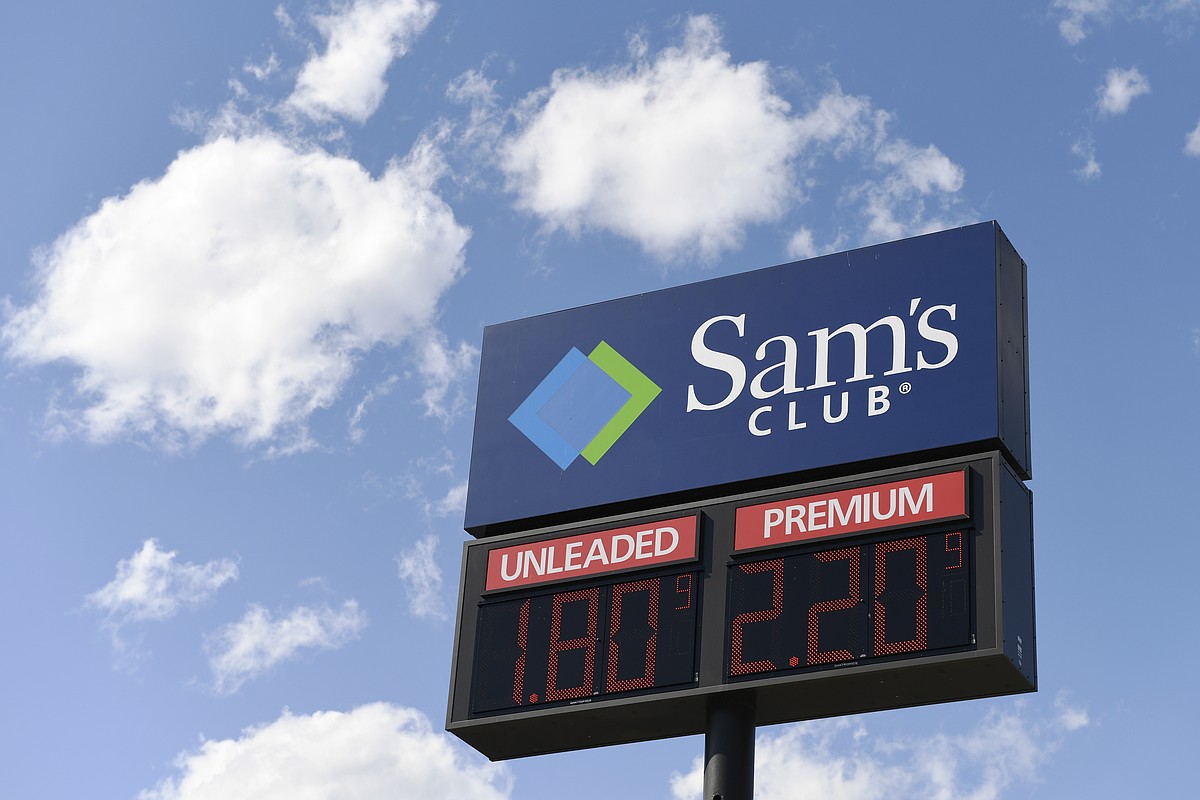 Sam's
CLUB®
UNLEADED
PREMIUM
1.80 9
2.20 9